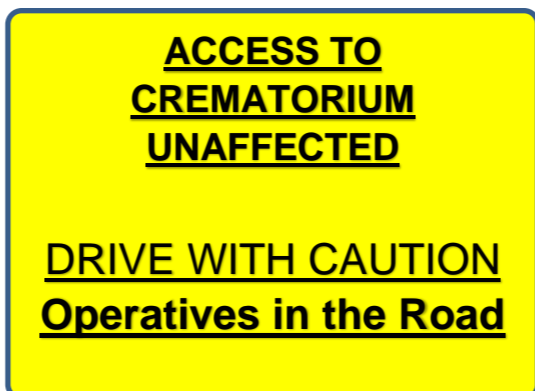 ACCESS TO
CREMATORIUM
UNAFFECTED
DRIVE WITH CAUTION
Operatives in the Road